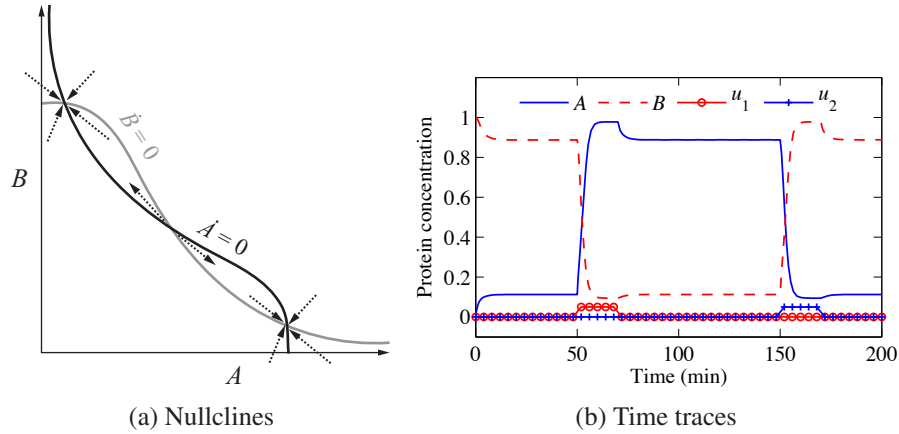 B
Ḃ = 0
Ȧ = 0
A
(a) Nullclines
A B u1 u2
Protein concentration
1
0.8
0.6
0.4
0.2
0
0 50 100 150 200
Time (min)
(b) Time traces